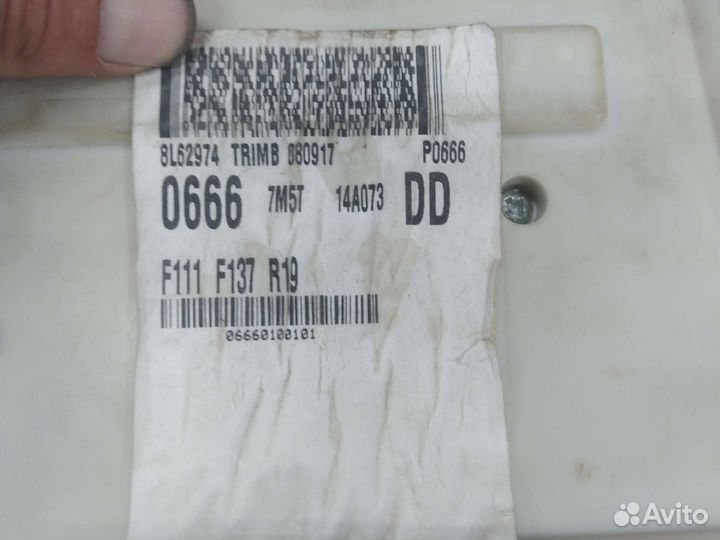 8L62974 TRIMB 080917 P0666
0666 7M5T 14A073 DD
F111 F137 R19
06660100101
Avito